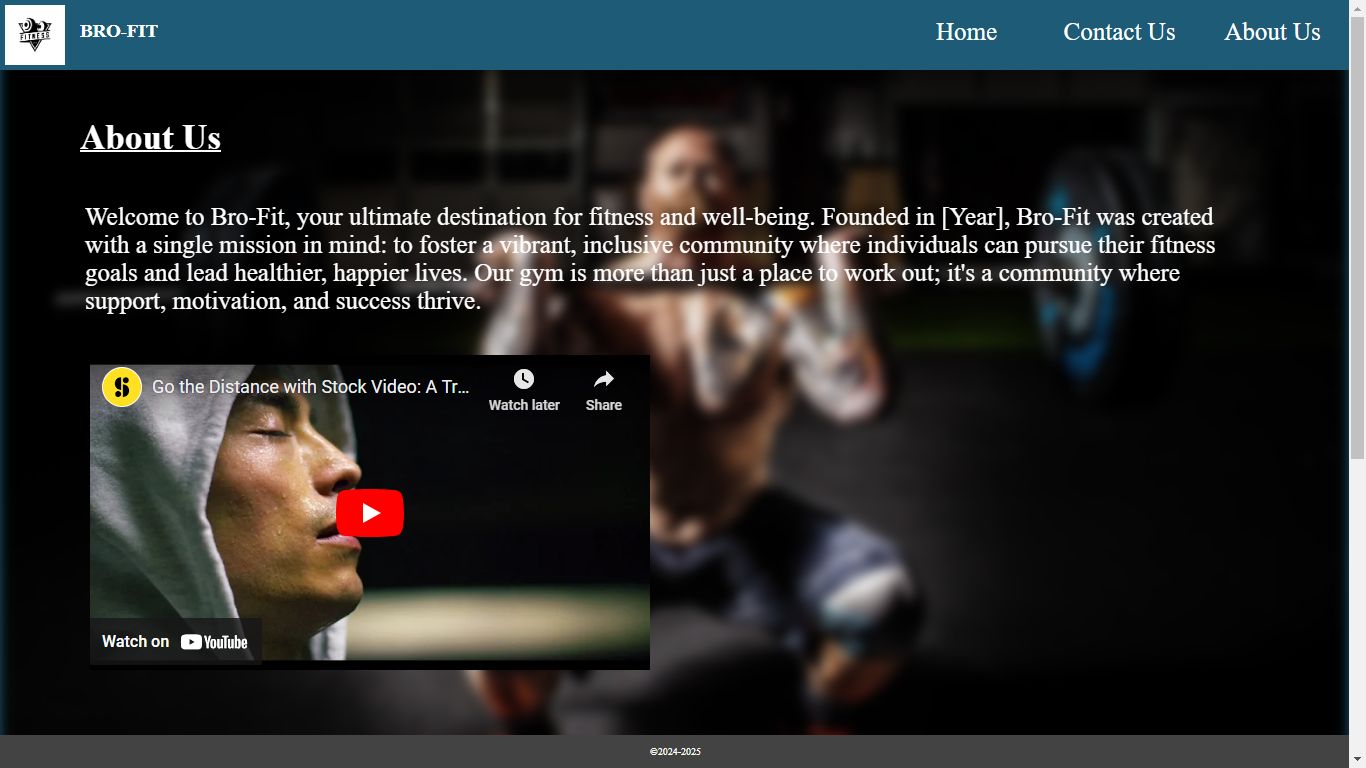 FITNESS
BRO-FIT
Home
Contact Us
About Us
About Us
Welcome to Bro-Fit, your ultimate destination for fitness and well-being. Founded in [Year], Bro-Fit was created
with a single mission in mind: to foster a vibrant, inclusive community where individuals can pursue their fitness
goals and lead healthier, happier lives. Our gym is more than just a place to work out; it's a community where
support, motivation, and success thrive.
Go the Distance with Stock Video: A Tr...
Watch later
Share
Watch on YouTube
©2024-2025